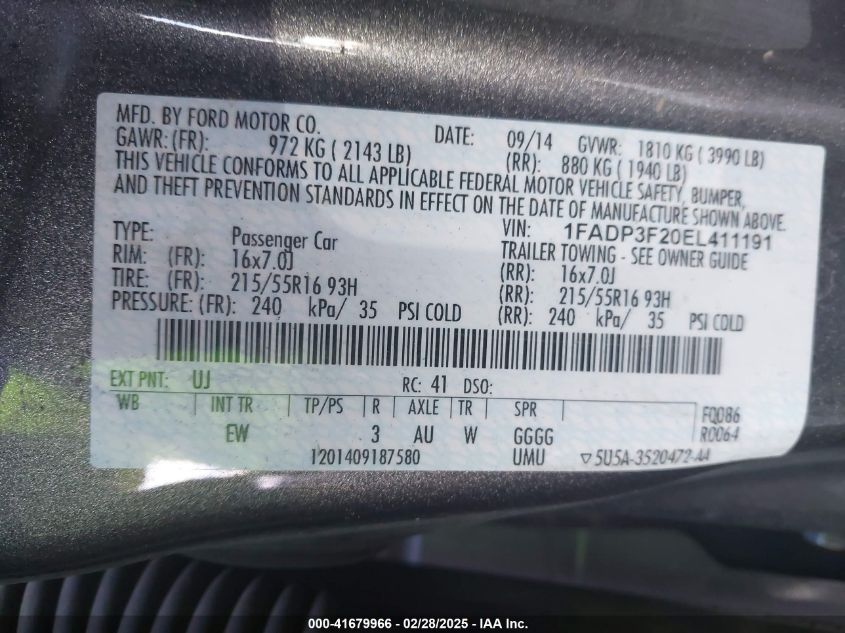 MFD. BY FORD MOTOR CO. DATE: 09/14 GVWR: 1810 KG ( 3990 LB)
GAWR: (FR): 972 KG ( 2143 LB) (RR): 880 KG ( 1940 LB)
THIS VEHICLE CONFORMS TO ALL APPLICABLE FEDERAL MOTOR VEHICLE SAFETY, BUMPER,
AND THEFT PREVENTION STANDARDS IN EFFECT ON THE DATE OF MANUFACTURE SHOWN ABOVE.
VIN: 1FADP3F20EL411191
TYPE: Passenger Car TRAILER TOWING - SEE OWNER GUIDE
RIM: (FR): 16x7.0J (RR): 16x7.0J
TIRE: (FR): 215/55R16 93H (RR): 215/55R16 93H
PRESSURE: (FR): 240 kPa/ 35 PSI COLD (RR): 240 kPa/ 35 PSI COLD
EXT PNT: UJ RC: 41 DSO:
WB INT TR TP/PS R AXLE TR SPR FQ086
EW 3 AU W GGGG R0064
1201409187580 UMU ▽5U5A-3520472-AA
000-41679966 - 02/28/2025 - IAA Inc.